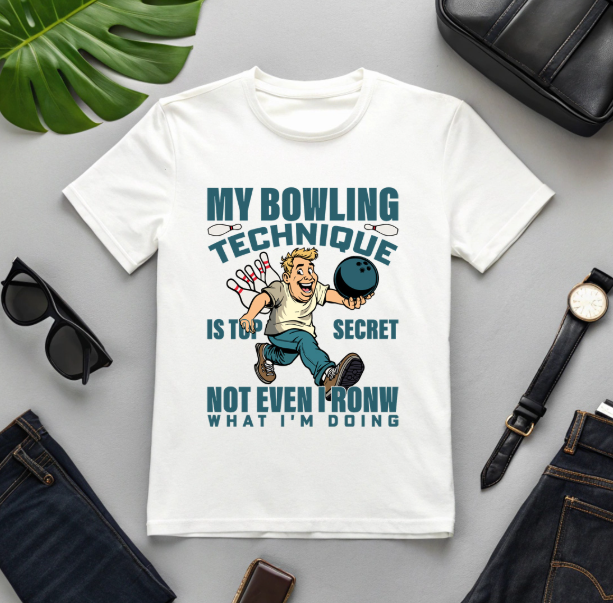 MY BOWLING
TECHNIQUE
IS TOP SECRET
NOT EVEN I RONW
WHAT I'M DOING